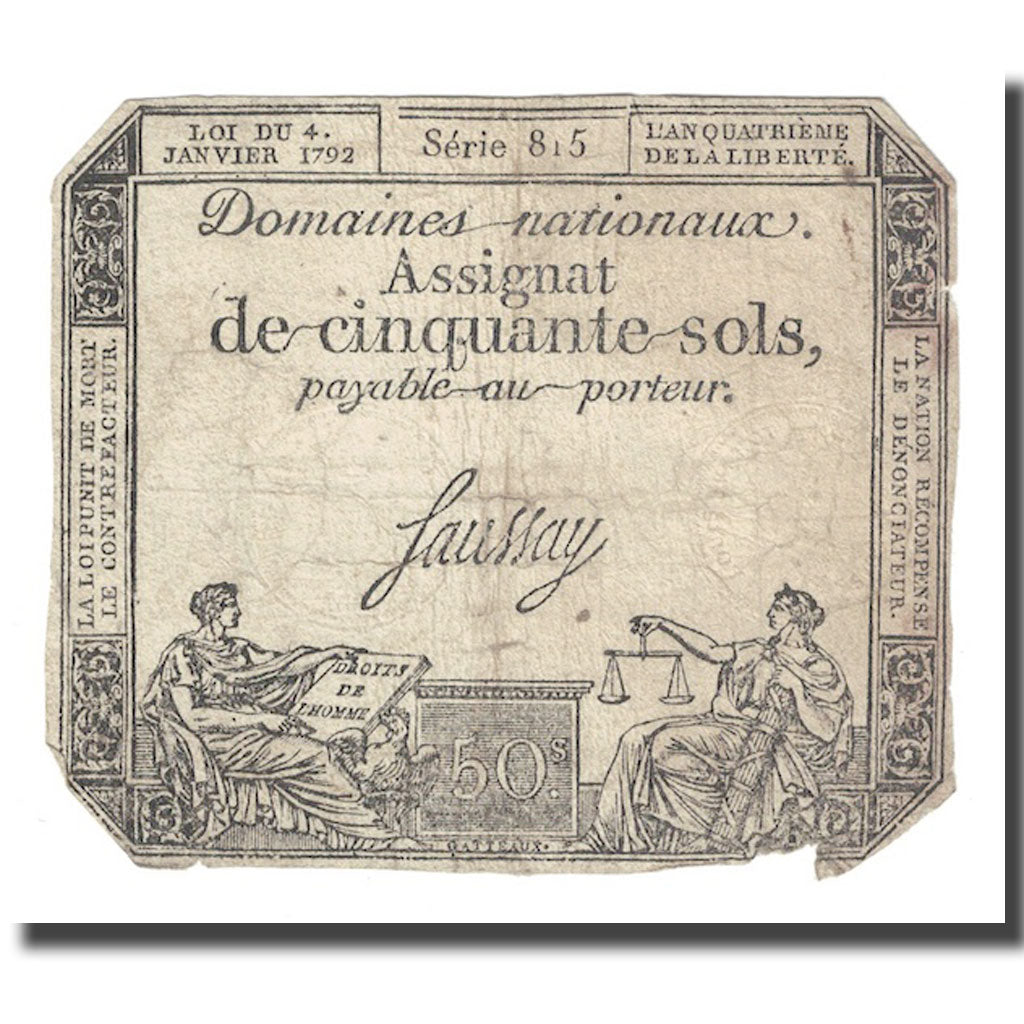 LOI DU 4.
JANVIER 1792
Série 815
L'AN QUATRIÈME
DE LA LIBERTÉ.
Domaines nationaux.
Assignat
de cinquante sols,
payable au porteur.
LA LOI PUNIT DE MORT
LE CONTREFACTEUR.
LA NATION RÉCOMPENSE
LE DÉNONCIATEUR.
Saussay
DROITS
DE
L'HOMME
50.s
GATTEAUX.